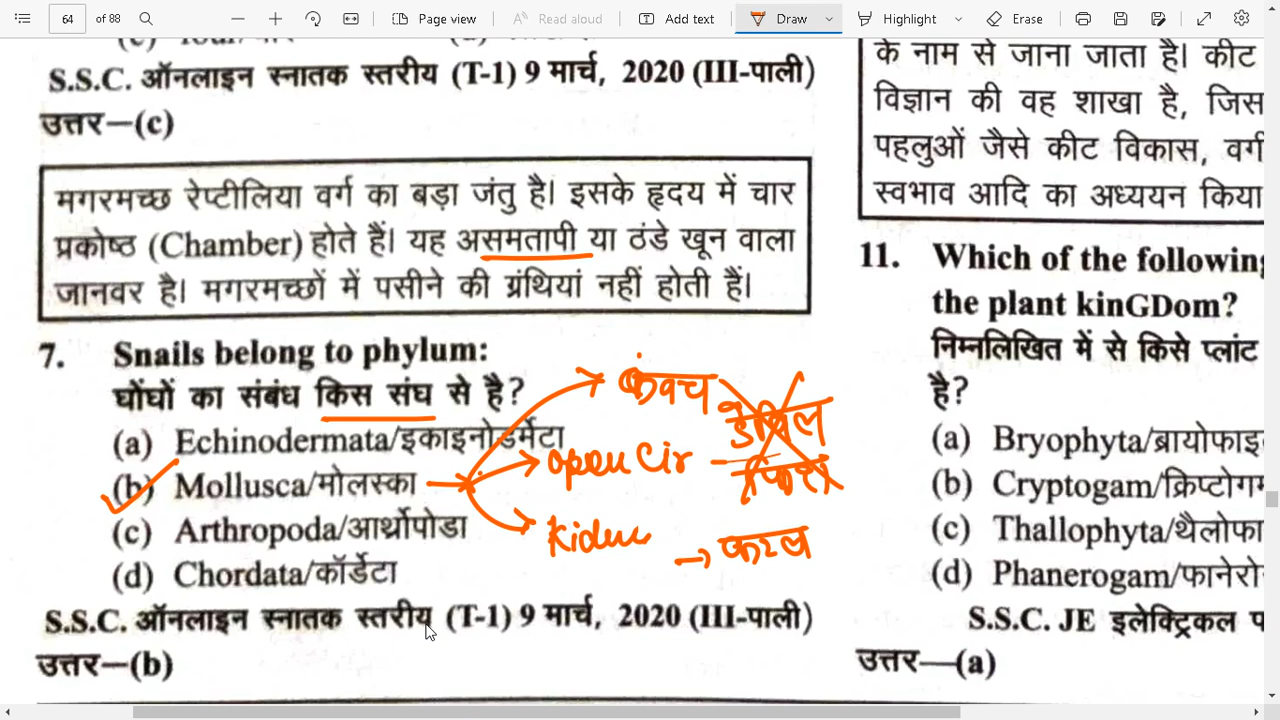 64 of 88 Page view Read aloud Add text Draw Highlight Erase
S.S.C. ऑनलाइन स्नातक स्तरीय (T-1) 9 मार्च, 2020 (III-पाली)
उत्तर–(c)
मगरमच्छ रेप्टीलिया वर्ग का बड़ा जंतु है। इसके हृदय में चार
प्रकोष्ठ (Chamber) होते हैं। यह असमतापी या ठंडे खून वाला
जानवर है। मगरमच्छों में पसीने की ग्रंथियां नहीं होती हैं।
7. Snails belong to phylum:
घोंघों का संबंध किस संघ से है?
(a) Echinodermata/इकाइनोडर्मेटा
(b) Mollusca/मोलस्का
(c) Arthropoda/आर्थ्रोपोडा
(d) Chordata/कॉर्डेटा
कवच
open Cir
S.S.C. ऑनलाइन स्नातक स्तरीय (T-1) 9 मार्च, 2020 (III-पाली)
उत्तर–(b)
के नाम से जाना जाता है। कीट
विज्ञान की वह शाखा है, जिस
पहलुओं जैसे कीट विकास, वर्ग
स्वभाव आदि का अध्ययन किया
11. Which of the following
the plant kinGDom?
निम्नलिखित में से किसे प्लांट
है?
(a) Bryophyta/ब्रायोफाइ
(b) Cryptogam/क्रिप्टोग
(c) Thallophyta/थैलोफा
(d) Phanerogam/फानेरो
S.S.C. JE इलेक्ट्रिकल
उत्तर—(a)